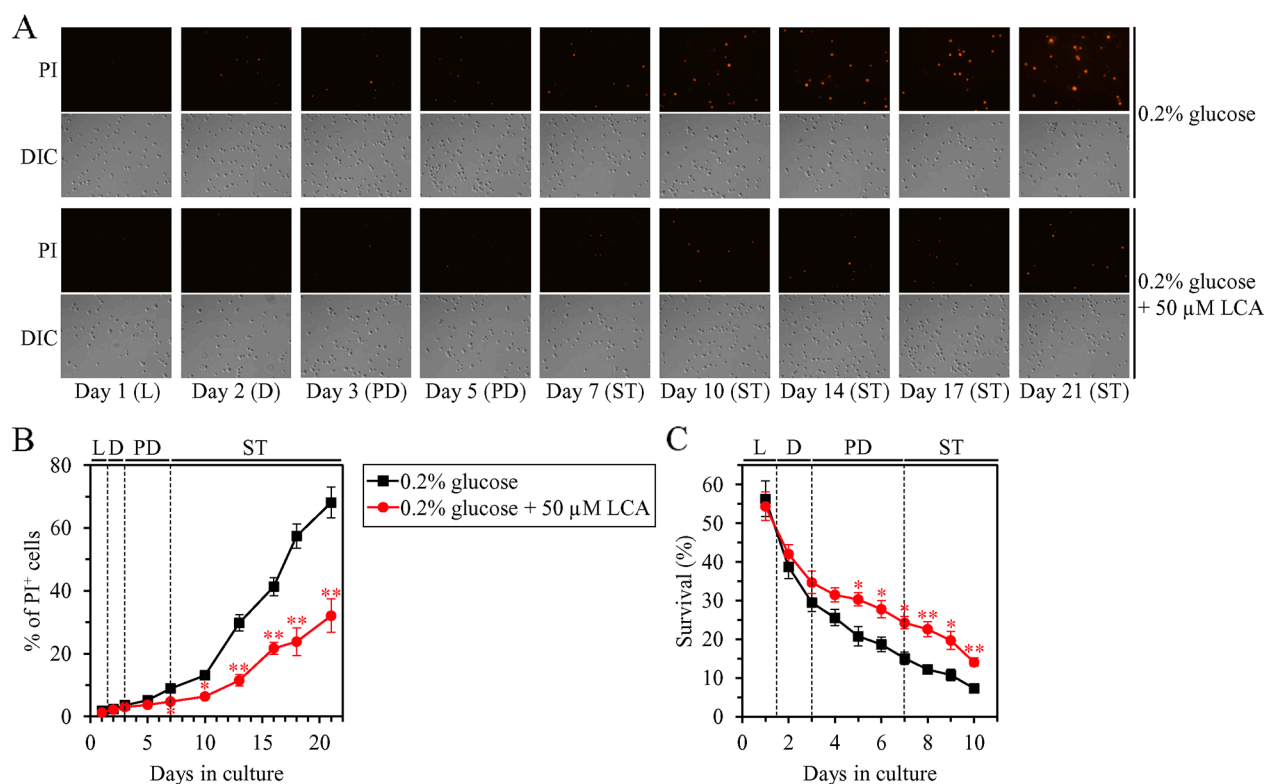 A
PI
DIC
0.2% glucose
PI
DIC
0.2% glucose
+ 50 µM LCA
Day 1 (L) Day 2 (D) Day 3 (PD) Day 5 (PD) Day 7 (ST) Day 10 (ST) Day 14 (ST) Day 17 (ST) Day 21 (ST)
B
L D PD ST
80
60
40
20
0
% of PI⁺ cells
* * ** ** ** **
0 5 10 15 20
Days in culture
0.2% glucose
0.2% glucose + 50 µM LCA
C
L D PD ST
60
50
40
30
20
10
0
Survival (%)
* * * ** * **
0 2 4 6 8 10
Days in culture